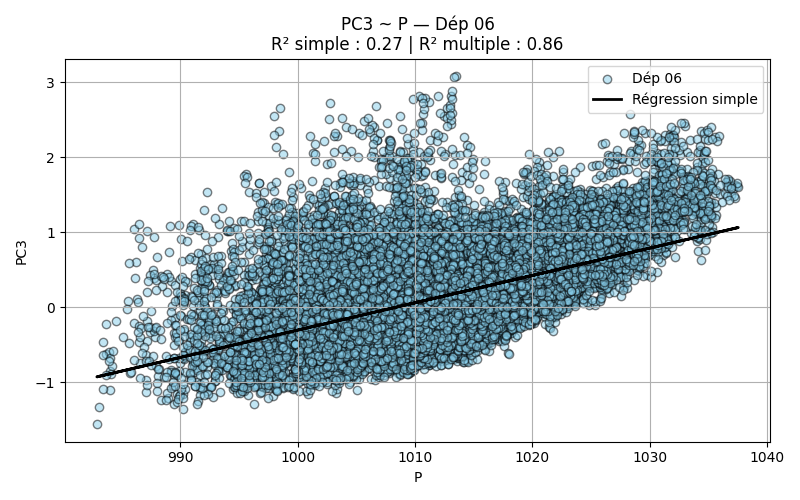 PC3 ~ P — Dép 06
R² simple : 0.27 | R² multiple : 0.86
Dép 06
Régression simple
3
2
1
0
−1
PC3
990
1000
1010
1020
1030
1040
P